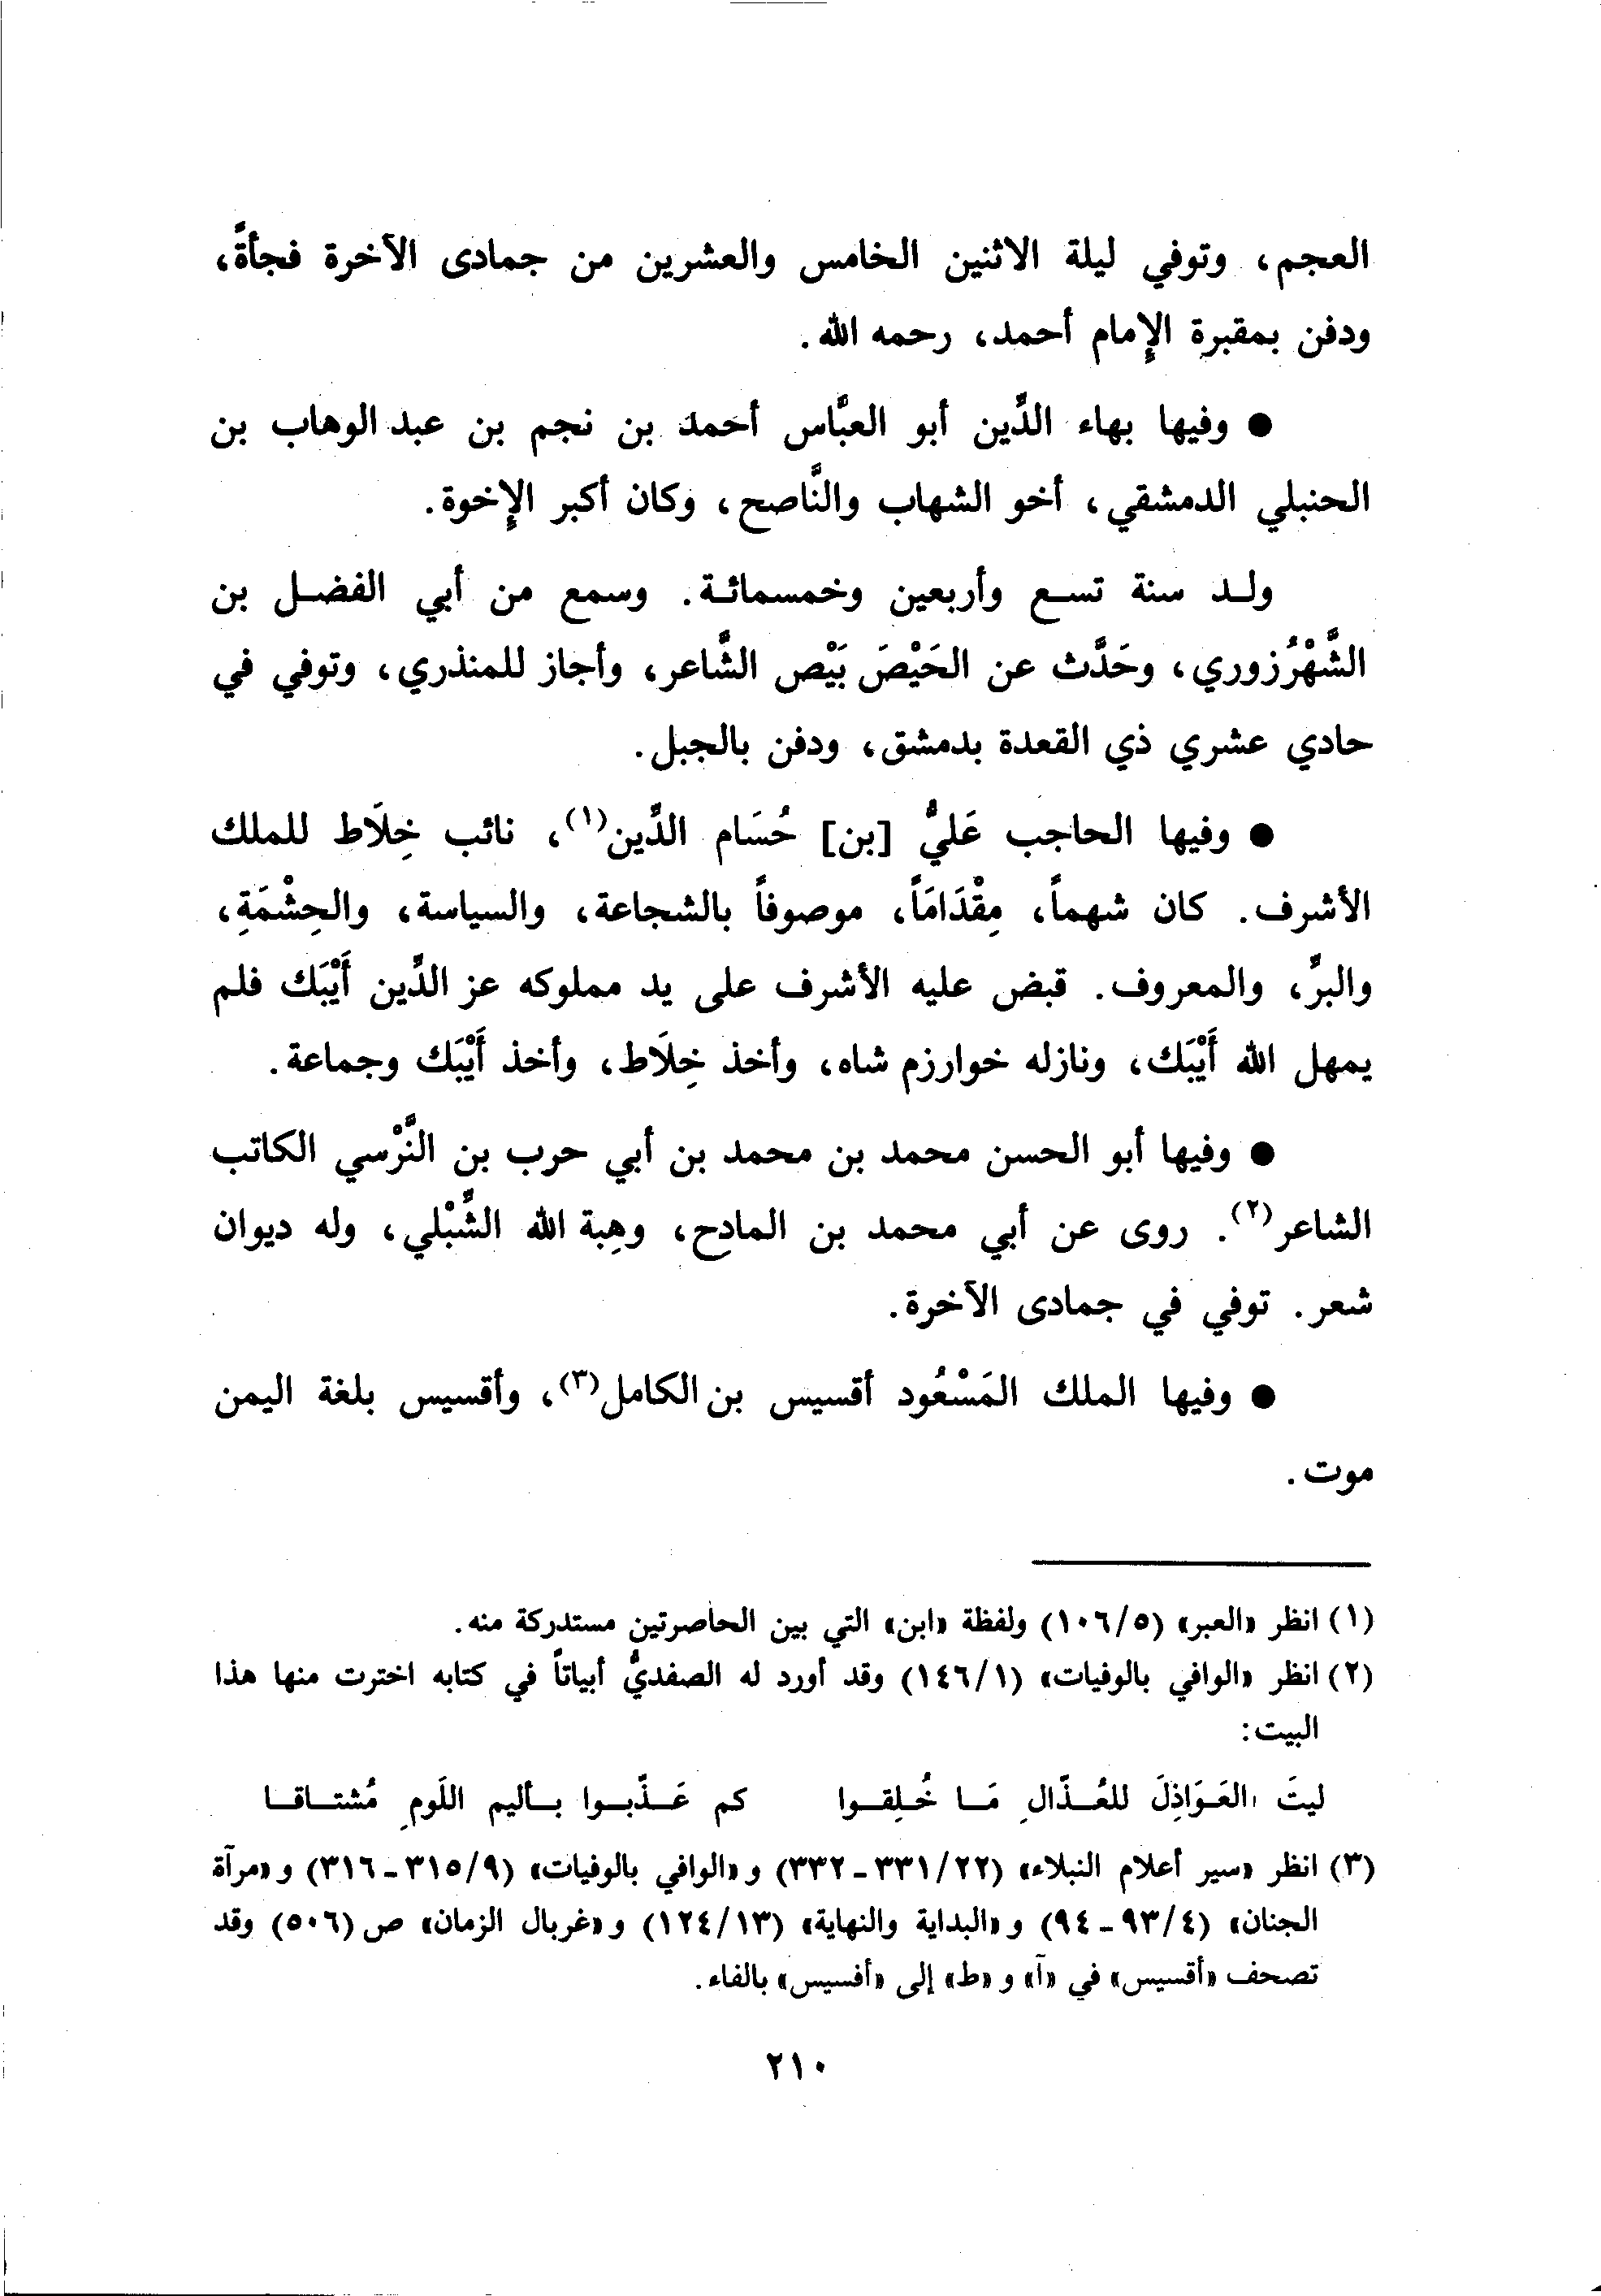 العجم، وتوفي ليلة الاثنين الخامس والعشرين من جمادى الآخرة فجأةً،
ودفن بمقبرة الإمام أحمد، رحمه الله.
● وفيها بهاء الدِّين أبو العبَّاس أحمد بن نجم بن عبد الوهاب بن
الحنبلي الدمشقي، أخو الشهاب والنَّاصح، وكان أكبر الإخوة.
ولد سنة تسع وأربعين وخمسمائة. وسمع من أبي الفضل بن
الشَّهْرُزوري، وحَدَّث عن الحَيْصَ بَيْص الشَّاعر، وأجاز للمنذري، وتوفي في
حادي عشري ذي القعدة بدمشق، ودفن بالجبل.
● وفيها الحاجب عَليُّ [بن] حُسَام الدِّين(١)، نائب خِلَاط للملك
الأشرف. كان شهماً، مِقْدَامَاً، موصوفاً بالشجاعة، والسياسة، والحِشْمَةِ،
والبرِّ، والمعروف. قبض عليه الأشرف على يد مملوكه عز الدِّين أَيْبَك فلم
يمهل الله أَيْبَك، ونازله خوارزم شاه، وأخذ خِلَاط، وأخذ أَيْبَك وجماعة.
● وفيها أبو الحسن محمد بن محمد بن أبي حرب بن النَّرْسي الكاتب
الشاعر(٢). روى عن أبي محمد بن المادح، وهِبة الله الشِّبْلي، وله ديوان
شعر. توفي في جمادى الآخرة.
● وفيها الملك المَسْعُود أقسيس بن الكامل(٣)، وأقسيس بلغة اليمن
موت.
(١) انظر «العبر» (١٠٦/٥) ولفظة «ابن» التي بين الحاصرتين مستدركة منه.
(٢) انظر «الوافي بالوفيات» (١٤٦/١) وقد أورد له الصفديُّ أبياتاً في كتابه اخترت منها هذا
البيت:
ليتَ العَوَاذِلَ للعُذّالِ مَا خُلِقوا كم عَذّبوا بأليم اللَومِ مُشتاقا
(٣) انظر «سير أعلام النبلاء» (٣٣١/٢٢ - ٣٣٢) و «الوافي بالوفيات» (٣١٥/٩ - ٣١٦) و «مرآة
الجنان» (٩٣/٤ - ٩٤) و «البداية والنهاية» (١٢٤/١٣) و «غربال الزمان» ص (٥٠٦) وقد
تصحف «أقسيس» في «آ» و «ط» إلى «أفسيس» بالفاء.
٢١٠